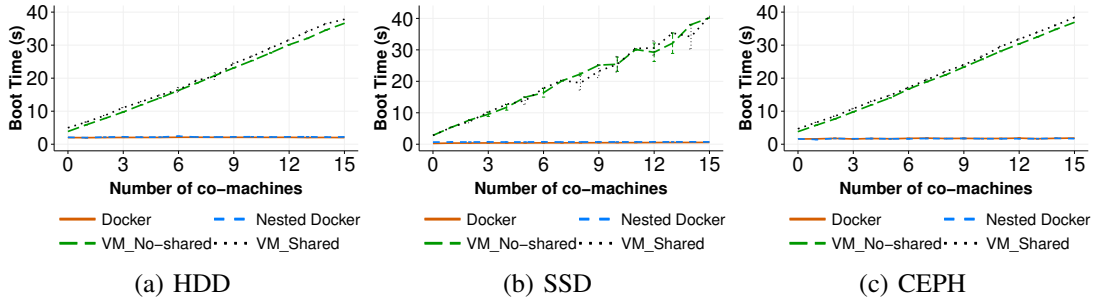 Boot Time (s)
40
30
20
10
0
0 3 6 9 12 15
Number of co−machines
Docker Nested Docker
VM_No−shared VM_Shared
(a) HDD
Boot Time (s)
40
30
20
10
0
0 3 6 9 12 15
Number of co−machines
Docker Nested Docker
VM_No−shared VM_Shared
(b) SSD
Boot Time (s)
40
30
20
10
0
0 3 6 9 12 15
Number of co−machines
Docker Nested Docker
VM_No−shared VM_Shared
(c) CEPH